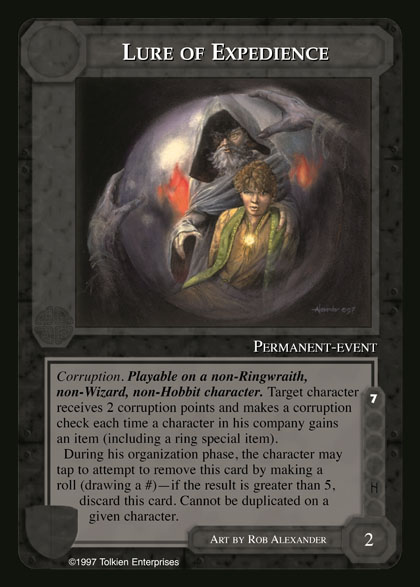 LURE OF EXPEDIENCE
PERMANENT-EVENT
Corruption. Playable on a non-Ringwraith,
non-Wizard, non-Hobbit character. Target character
receives 2 corruption points and makes a corruption
check each time a character in his company gains
an item (including a ring special item).
During his organization phase, the character may
tap to attempt to remove this card by making a
roll (drawing a #)—if the result is greater than 5,
discard this card. Cannot be duplicated on a
given character.
7
H
ART BY ROB ALEXANDER
2
©1997 Tolkien Enterprises